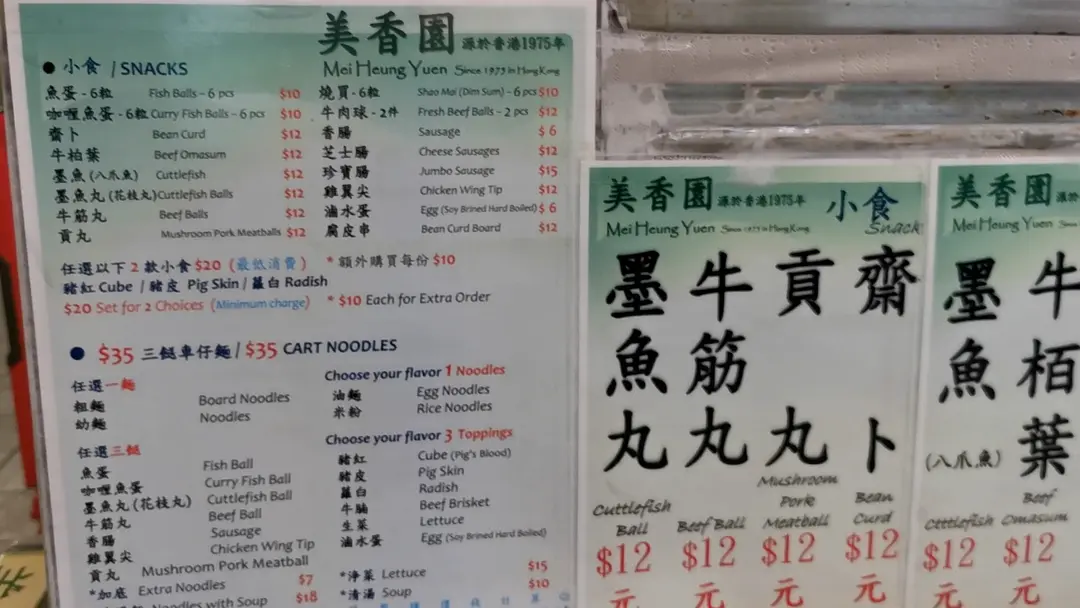 美香園 源於香港1975年
Mei Heung Yuen Since 1975 in Hong Kong
● 小食 / SNACKS
魚蛋 - 6粒 Fish Balls – 6 pcs $10
咖喱魚蛋 - 6粒 Curry Fish Balls – 6 pcs $10
齋卜 Bean Curd $12
牛柏葉 Beef Omasum $12
墨魚 (八爪魚) Cuttlefish $12
墨魚丸 (花枝丸) Cuttlefish Balls $12
牛筋丸 Beef Balls $12
貢丸 Mushroom Pork Meatballs $12
燒買 - 6粒 Shao Mai (Dim Sum) – 6 pcs $10
牛肉球 - 2件 Fresh Beef Balls – 2 pcs $12
香腸 Sausage $ 6
芝士腸 Cheese Sausages $12
珍寶腸 Jumbo Sausage $15
雞翼尖 Chicken Wing Tip $12
滷水蛋 Egg (Soy Brined Hard Boiled) $ 6
腐皮串 Bean Curd Board $12
任選以下 2 款小食 $20 (最低消費) * 額外購買每份 $10
豬紅 Cube / 豬皮 Pig Skin / 蘿白 Radish
$20 Set for 2 Choices (Minimum charge) * $10 Each for Extra Order
● $35 三餸車仔麵 / $35 CART NOODLES
任選一麵
粗麵 Board Noodles
幼麵 Noodles
Choose your flavor 1 Noodles
油麵 Egg Noodles
米粉 Rice Noodles
任選三餸
魚蛋 Fish Ball
咖喱魚蛋 Curry Fish Ball
墨魚丸 (花枝丸) Cuttlefish Ball
牛筋丸 Beef Ball
香腸 Sausage
雞翼尖 Chicken Wing Tip
貢丸 Mushroom Pork Meatball
*加底 Extra Noodles $7
Noodles with Soup $18
Choose your flavor 3 Toppings
豬紅 Cube (Pig's Blood)
豬皮 Pig Skin
蘿白 Radish
牛腩 Beef Brisket
生菜 Lettuce
滷水蛋 Egg (Soy Brined Hard Boiled)
*淨菜 Lettuce $15
*清湯 Soup $10
美香園 源於香港1975年 小食
Mei Heung Yuen Since 1975 in Hong Kong Snack
墨魚丸
Cuttlefish Ball
$12元
牛筋丸
Beef Ball
$12元
貢丸
Mushroom Pork Meatball
$12元
齋卜
Bean Curd
$12元
美香園 源於
Mei Heung Yuen Since 1975 in Hong Kong
墨魚
(八爪魚)
Ctttlefish
$12元
牛栢葉
Beef Omasum
$12元